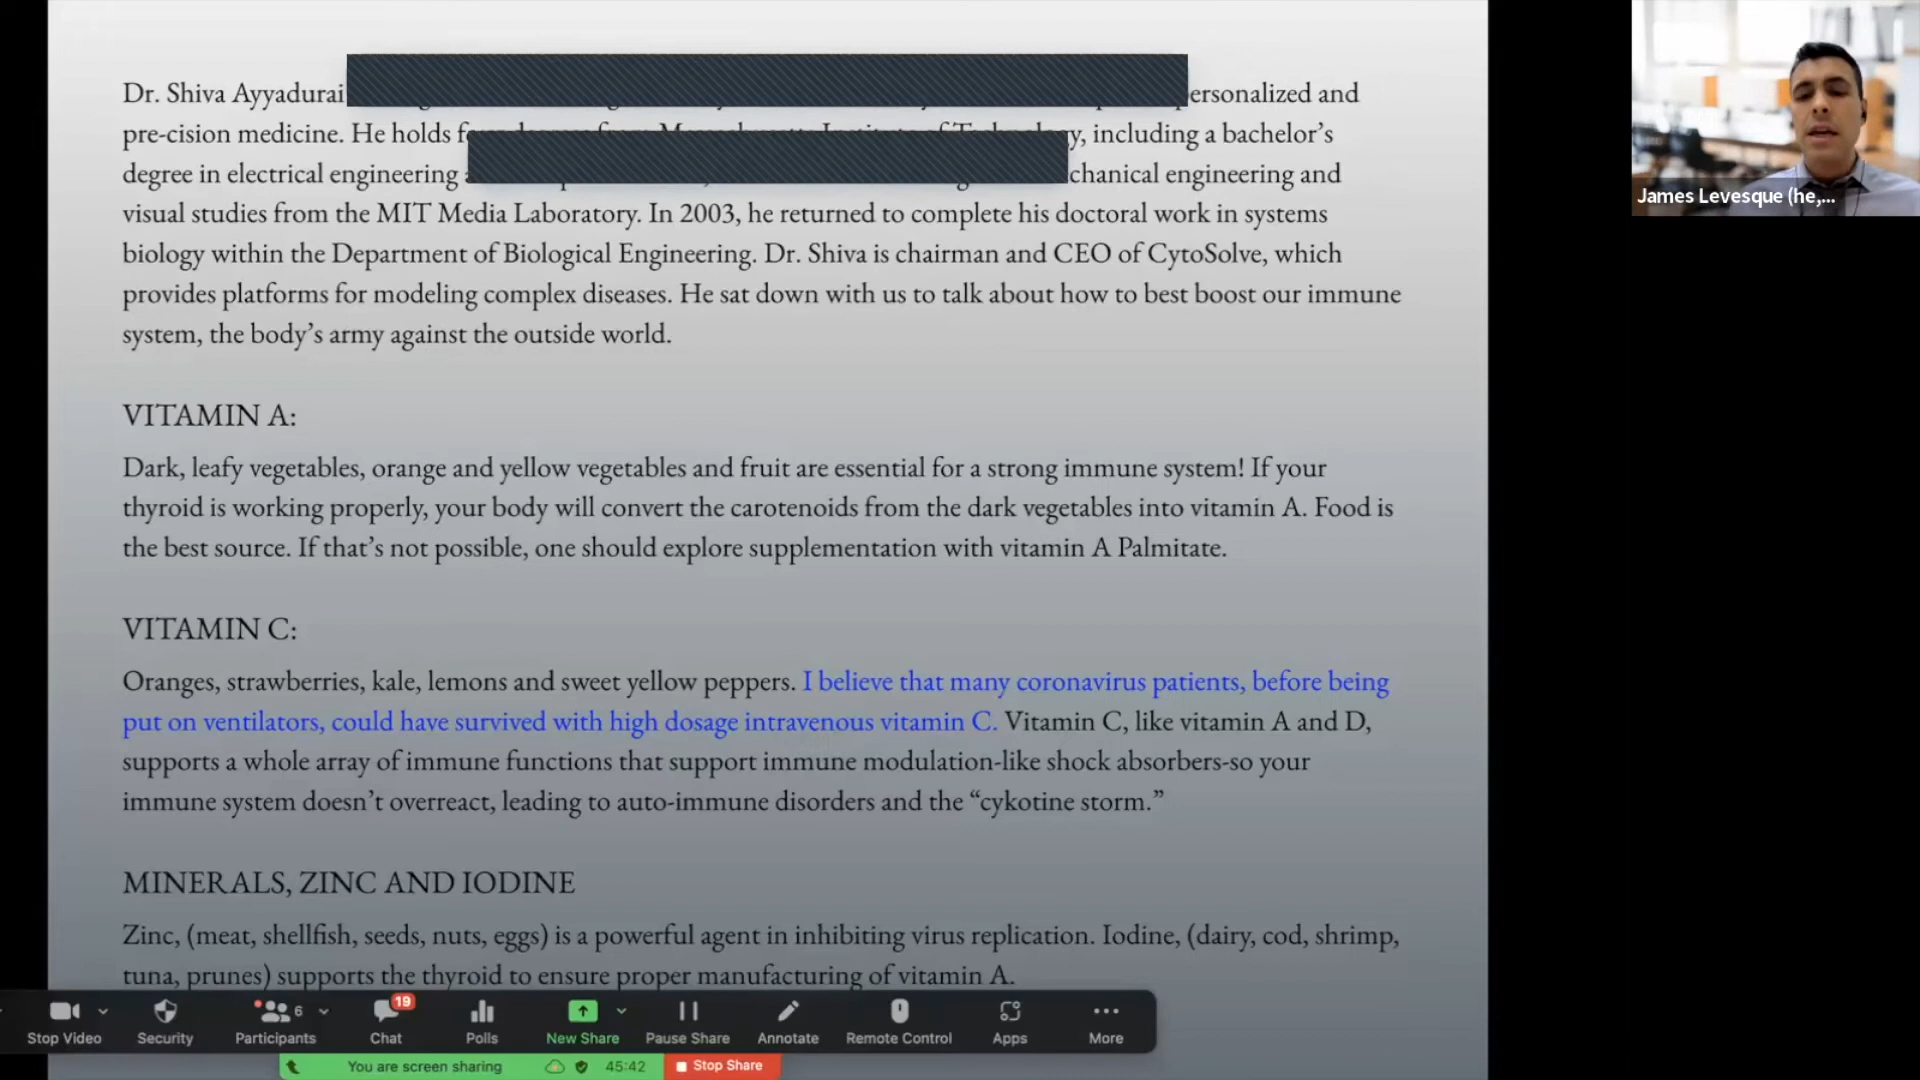 Dr. Shiva Ayyadurai ersonalized and
pre-cision medicine. He holds Massachusetts Institute of Technology, including a bachelor’s
degree in electrical engineering chanical engineering and
visual studies from the MIT Media Laboratory. In 2003, he returned to complete his doctoral work in systems
biology within the Department of Biological Engineering. Dr. Shiva is chairman and CEO of CytoSolve, which
provides platforms for modeling complex diseases. He sat down with us to talk about how to best boost our immune
system, the body’s army against the outside world.
VITAMIN A:
Dark, leafy vegetables, orange and yellow vegetables and fruit are essential for a strong immune system! If your
thyroid is working properly, your body will convert the carotenoids from the dark vegetables into vitamin A. Food is
the best source. If that’s not possible, one should explore supplementation with vitamin A Palmitate.
VITAMIN C:
Oranges, strawberries, kale, lemons and sweet yellow peppers. I believe that many coronavirus patients, before being
put on ventilators, could have survived with high dosage intravenous vitamin C. Vitamin C, like vitamin A and D,
supports a whole array of immune functions that support immune modulation-like shock absorbers-so your
immune system doesn’t overreact, leading to auto-immune disorders and the “cykotine storm.”
MINERALS, ZINC AND IODINE
Zinc, (meat, shellfish, seeds, nuts, eggs) is a powerful agent in inhibiting virus replication. Iodine, (dairy, cod, shrimp,
tuna, prunes) supports the thyroid to ensure proper manufacturing of vitamin A.
James Levesque (he,...
6
19
Stop Video
Security
Participants
Chat
Polls
New Share
Pause Share
Annotate
Remote Control
Apps
More
You are screen sharing
45:42
Stop Share